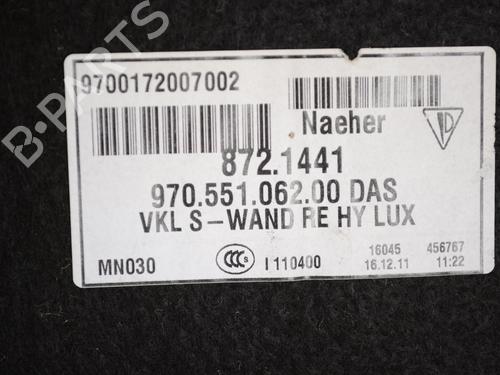 9700172007002
Naeher
872.1441
970.551.062.00 DAS
VKL S-WAND RE HY LUX
MN030
CCC S
I 110400
16045 456767
16.12.11 11:22
B-PARTS